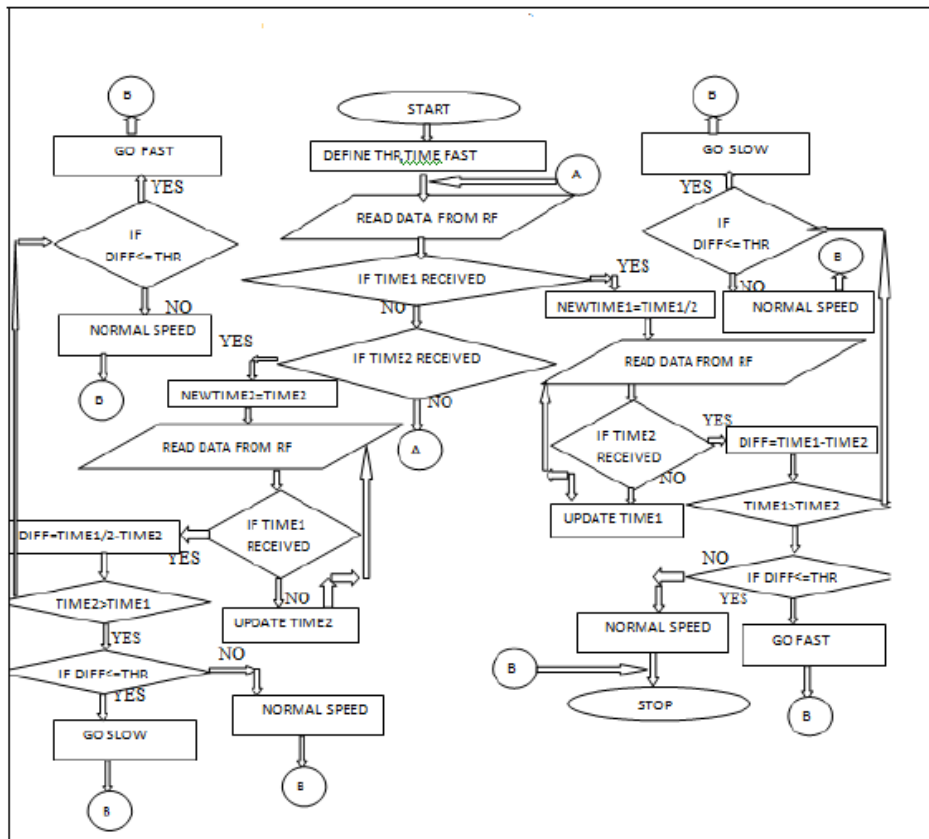 B
GO FAST
YES
IF
DIFF<=THR
NO
NORMAL SPEED
B
START
DEFINE THR,TIME FAST
A
READ DATA FROM RF
IF TIME1 RECEIVED
YES
NO
IF TIME2 RECEIVED
YES
NO
A
NEWTIME2=TIME2
READ DATA FROM RF
IF TIME1
RECEIVED
YES
NO
UPDATE TIME2
DIFF=TIME1/2-TIME2
TIME2>TIME1
YES
IF DIFF<=THR
NO
YES
NORMAL SPEED
B
GO SLOW
B
B
GO SLOW
YES
IF
DIFF<=THR
NO
B
NORMAL SPEED
NEWTIME1=TIME1/2
READ DATA FROM RF
IF TIME2
RECEIVED
YES
NO
DIFF=TIME1-TIME2
UPDATE TIME1
TIME1>TIME2
IF DIFF<=THR
NO
YES
NORMAL SPEED
GO FAST
B
B
STOP